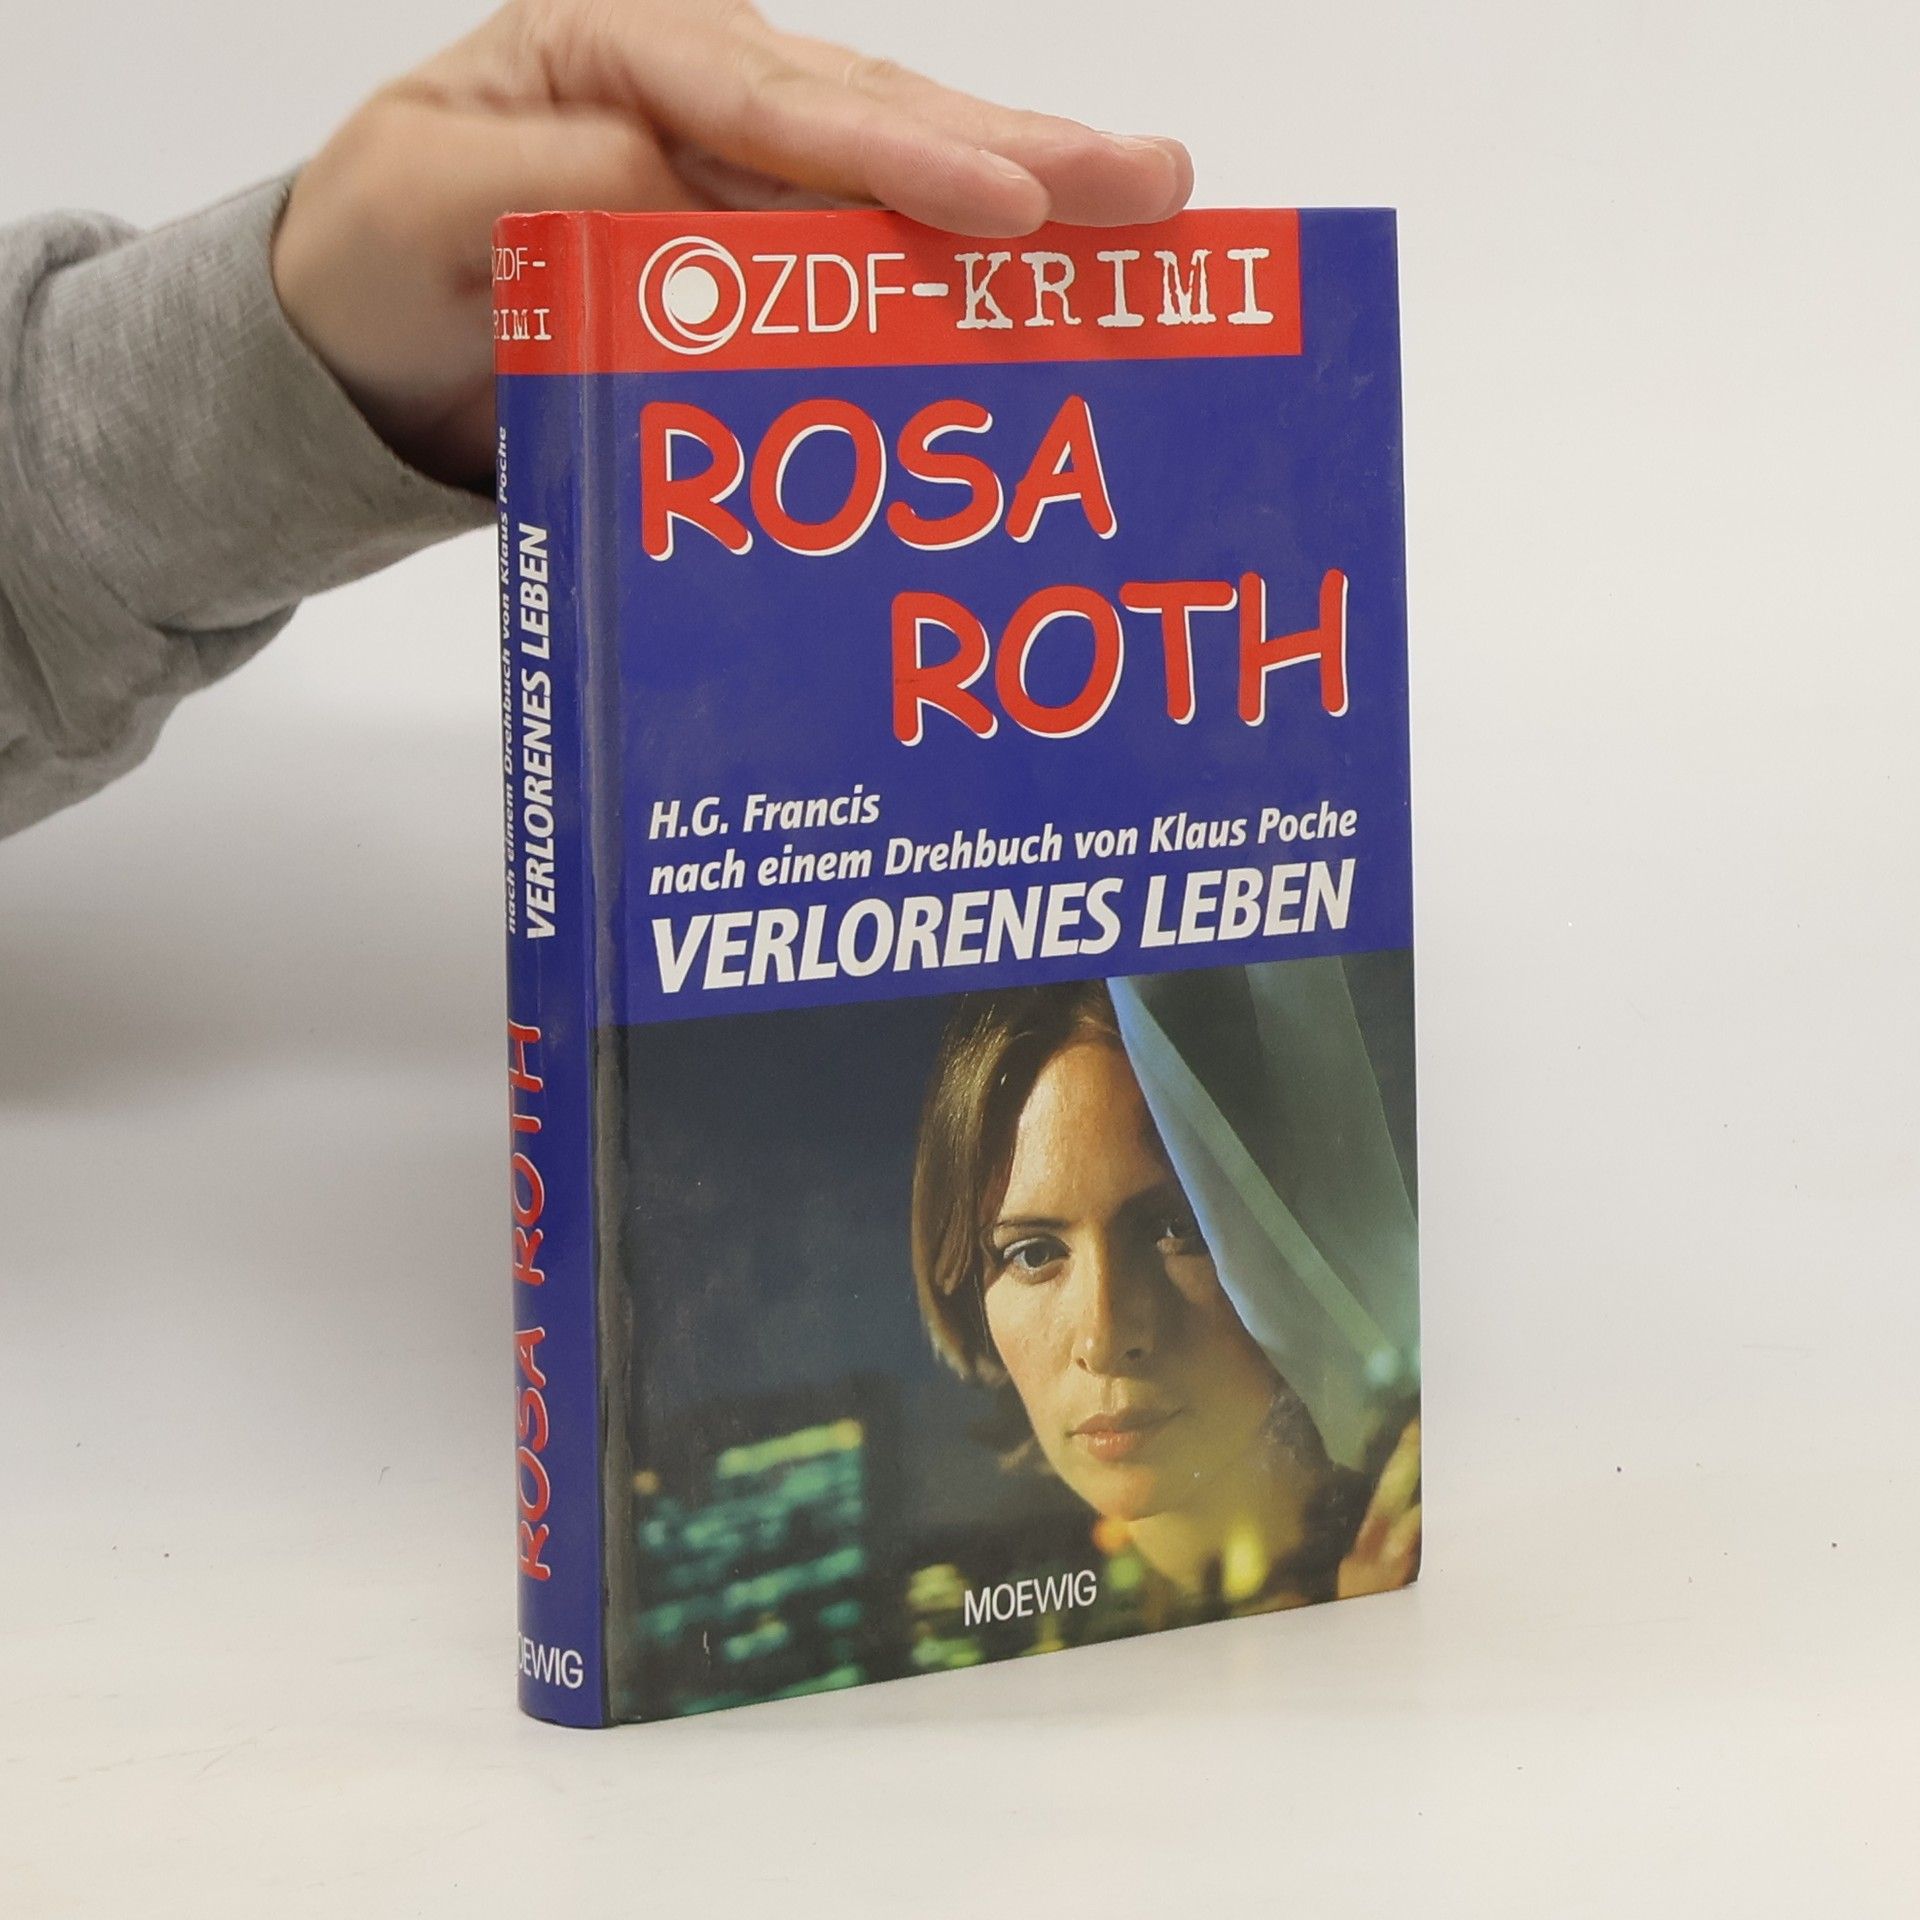 ZDF-KRIMI
ROSA
ROTH
H.G. Francis
nach einem Drehbuch von Klaus Poche
VERLORENES LEBEN
MOEWIG
ZDF-
RIMI
nach einem Drehbuch von Klaus Poche
VERLORENES LEBEN
ROSA ROTH
OEWIG